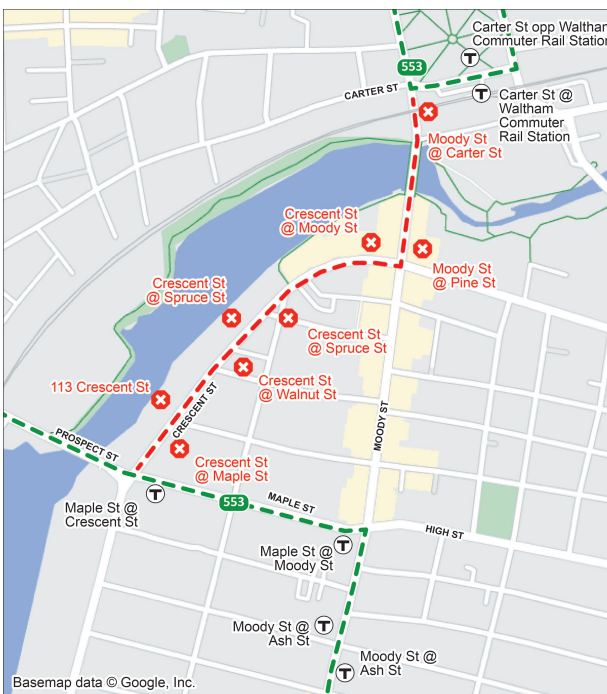 Carter St opp Waltham
Commuter Rail Station
553
CARTER ST
Carter St @
Waltham
Commuter
Rail Station
Moody St
@ Carter St
Crescent St
@ Moody St
Moody St
@ Pine St
Crescent St
@ Spruce St
Crescent St
@ Spruce St
113 Crescent St
Crescent St
@ Walnut St
CRESCENT ST
MOODY ST
PROSPECT ST
Crescent St
@ Maple St
Maple St @
Crescent St
553
MAPLE ST
HIGH ST
Maple St @
Moody St
Moody St @
Ash St
Moody St @
Ash St
Basemap data © Google, Inc.
T
T
T
T
T
T